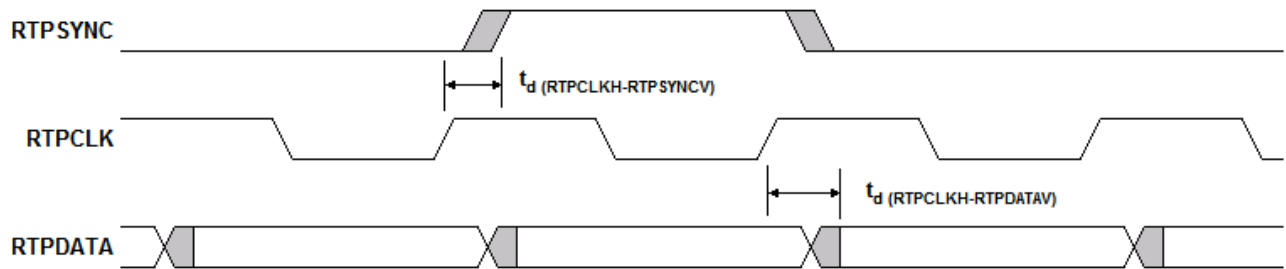 RTPSYNC
td (RTPCLKH-RTPSYNCV)
RTPCLK
td (RTPCLKH-RTPDATAV)
RTPDATA